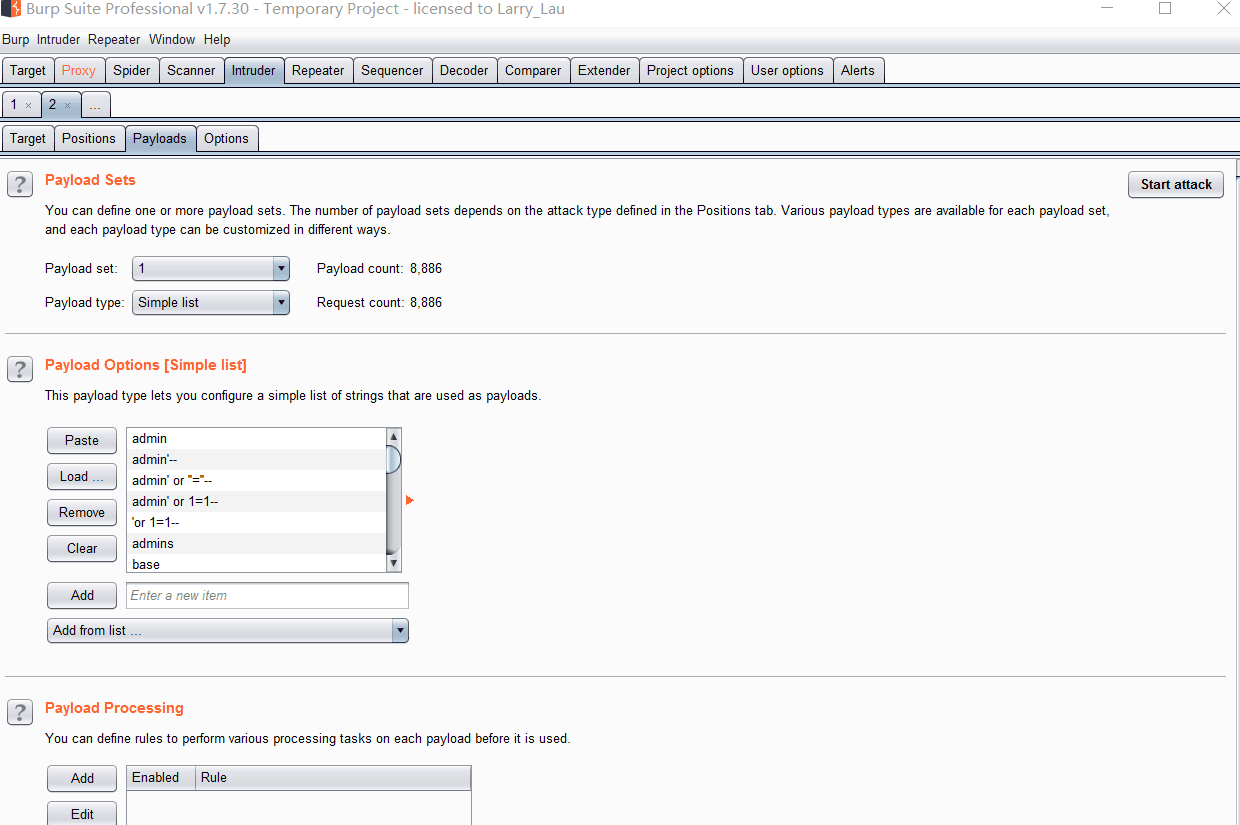 Burp Suite Professional v1.7.30 - Temporary Project - licensed to Larry_Lau
Burp Intruder Repeater Window Help
Target Proxy Spider Scanner Intruder Repeater Sequencer Decoder Comparer Extender Project options User options Alerts
1 × 2 × ...
Target Positions Payloads Options
? Payload Sets
Start attack
You can define one or more payload sets. The number of payload sets depends on the attack type defined in the Positions tab. Various payload types are available for each payload set,
and each payload type can be customized in different ways.
Payload set: 1 Payload count: 8,886
Payload type: Simple list Request count: 8,886
? Payload Options [Simple list]
This payload type lets you configure a simple list of strings that are used as payloads.
Paste
Load ...
Remove
Clear
admin
admin'--
admin' or "="--
admin' or 1=1--
'or 1=1--
admins
base
Add Enter a new item
Add from list ...
? Payload Processing
You can define rules to perform various processing tasks on each payload before it is used.
Add Enabled Rule
Edit